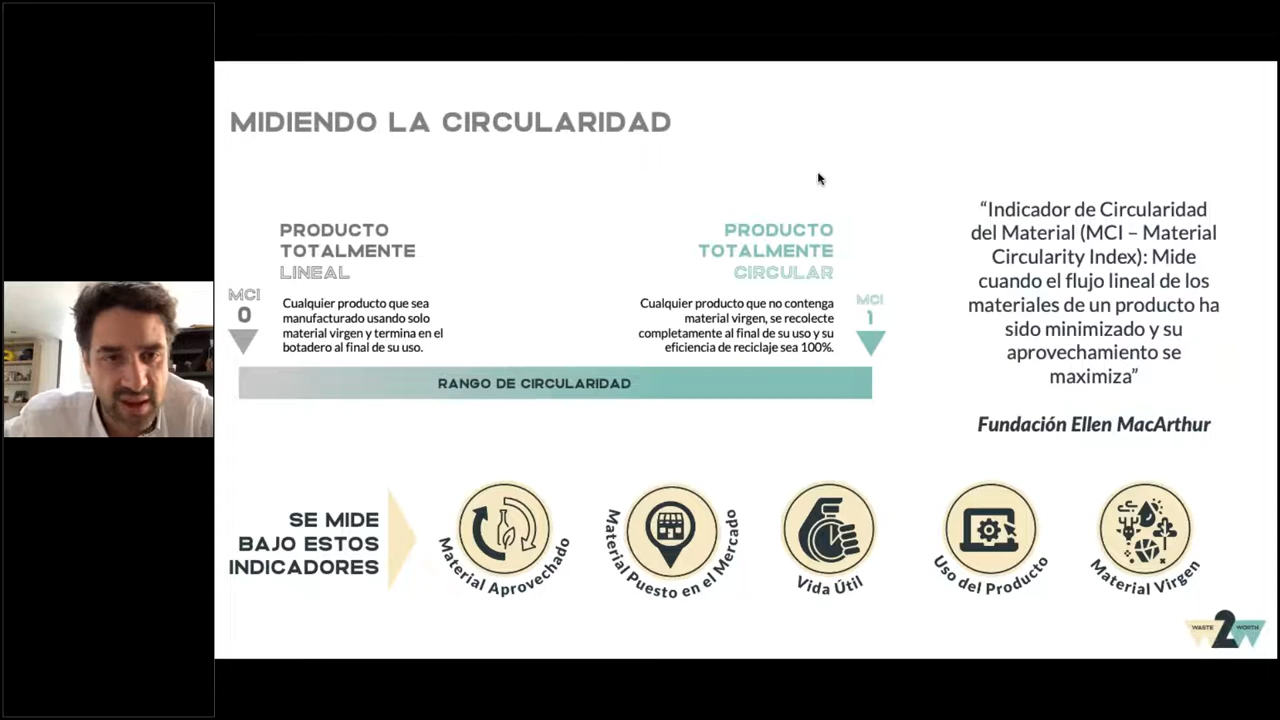 MIDIENDO LA CIRCULARIDAD
PRODUCTO
TOTALMENTE
LINEAL
MCI
0
Cualquier producto que sea
manufacturado usando solo
material virgen y termina en el
botadero al final de su uso.
PRODUCTO
TOTALMENTE
CIRCULAR
MCI
1
Cualquier producto que no contenga
material virgen, se recolecte
completamente al final de su uso y su
eficiencia de reciclaje sea 100%.
RANGO DE CIRCULARIDAD
“Indicador de Circularidad
del Material (MCI – Material
Circularity Index): Mide
cuando el flujo lineal de los
materiales de un producto ha
sido minimizado y su
aprovechamiento se
maximiza”
Fundación Ellen MacArthur
SE MIDE
BAJO ESTOS
INDICADORES
Material Aprovechado
Material Puesto en el Mercado
Vida Útil
Uso del Producto
Material Virgen
WASTE 2 WORTH